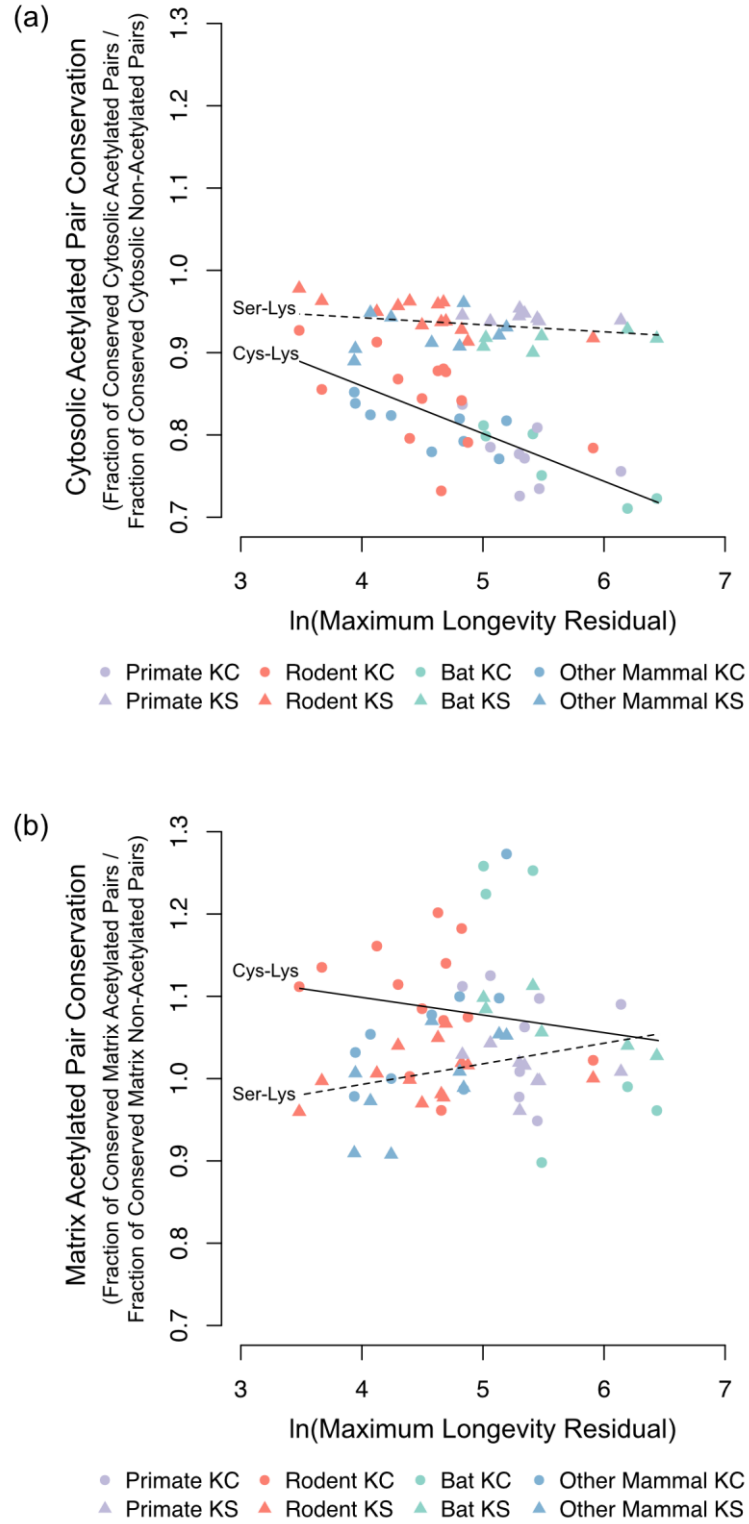 (a)
Cytosolic Acetylated Pair Conservation
(Fraction of Conserved Cytosolic Acetylated Pairs /
Fraction of Conserved Cytosolic Non-Acetylated Pairs)
1.3
1.2
1.1
1.0
0.9
0.8
0.7
Ser-Lys
Cys-Lys
3 4 5 6 7
ln(Maximum Longevity Residual)
Primate KC Rodent KC Bat KC Other Mammal KC
Primate KS Rodent KS Bat KS Other Mammal KS
(b)
Matrix Acetylated Pair Conservation
(Fraction of Conserved Matrix Acetylated Pairs /
Fraction of Conserved Matrix Non-Acetylated Pairs)
1.3
1.2
1.1
1.0
0.9
0.8
0.7
Cys-Lys
Ser-Lys
3 4 5 6 7
ln(Maximum Longevity Residual)
Primate KC Rodent KC Bat KC Other Mammal KC
Primate KS Rodent KS Bat KS Other Mammal KS